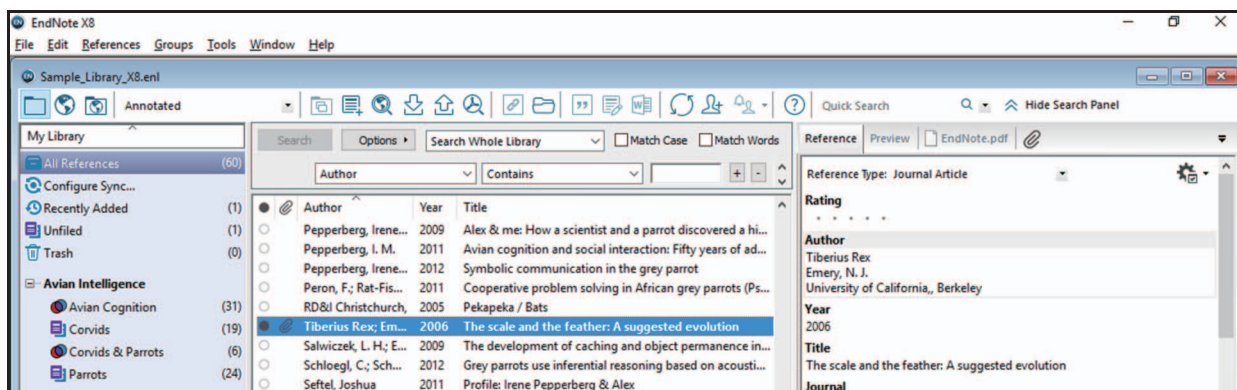 EndNote X8
File Edit References Groups Tools Window Help
Sample_Library_X8.enl
Annotated
Quick Search
Hide Search Panel
My Library
All References (60)
Configure Sync...
Recently Added (1)
Unfiled (1)
Trash (0)
Avian Intelligence
Avian Cognition (31)
Corvids (19)
Corvids & Parrots (6)
Parrots (24)
Search Options Search Whole Library Match Case Match Words
Author Contains + -
Author Year Title
Pepperberg, Irene... 2009 Alex & me: How a scientist and a parrot discovered a hi...
Pepperberg, I. M. 2011 Avian cognition and social interaction: Fifty years of ad...
Pepperberg, Irene... 2012 Symbolic communication in the grey parrot
Peron, F.; Rat-Fis... 2011 Cooperative problem solving in African grey parrots (Ps...
RD&I Christchurch, 2005 Pekapeka / Bats
Tiberius Rex; Em... 2006 The scale and the feather: A suggested evolution
Salwiczek, L. H.; E... 2009 The development of caching and object permanence in...
Schloegl, C.; Sch... 2012 Grey parrots use inferential reasoning based on acousti...
Seftel, Joshua 2011 Profile: Irene Pepperberg & Alex
Reference Preview EndNote.pdf
Reference Type: Journal Article
Rating
Author
Tiberius Rex
Emery, N. J.
University of California,, Berkeley
Year
2006
Title
The scale and the feather: A suggested evolution
Journal